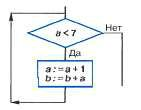 a < 7
Нет
Да
a := a + 1
b := b + a